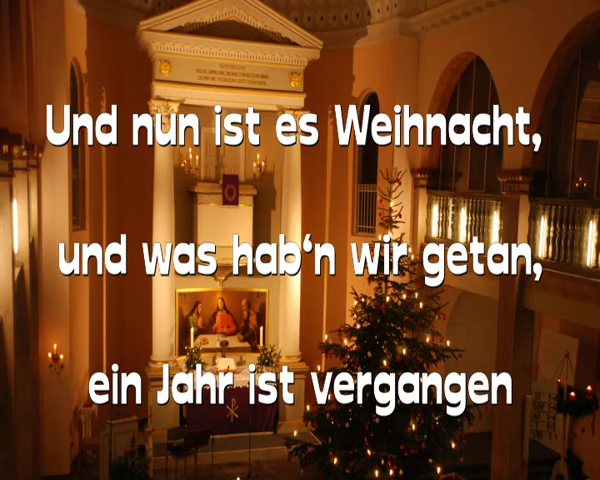 Und nun ist es Weihnacht,
und was hab‘n wir getan,
ein Jahr ist vergangen